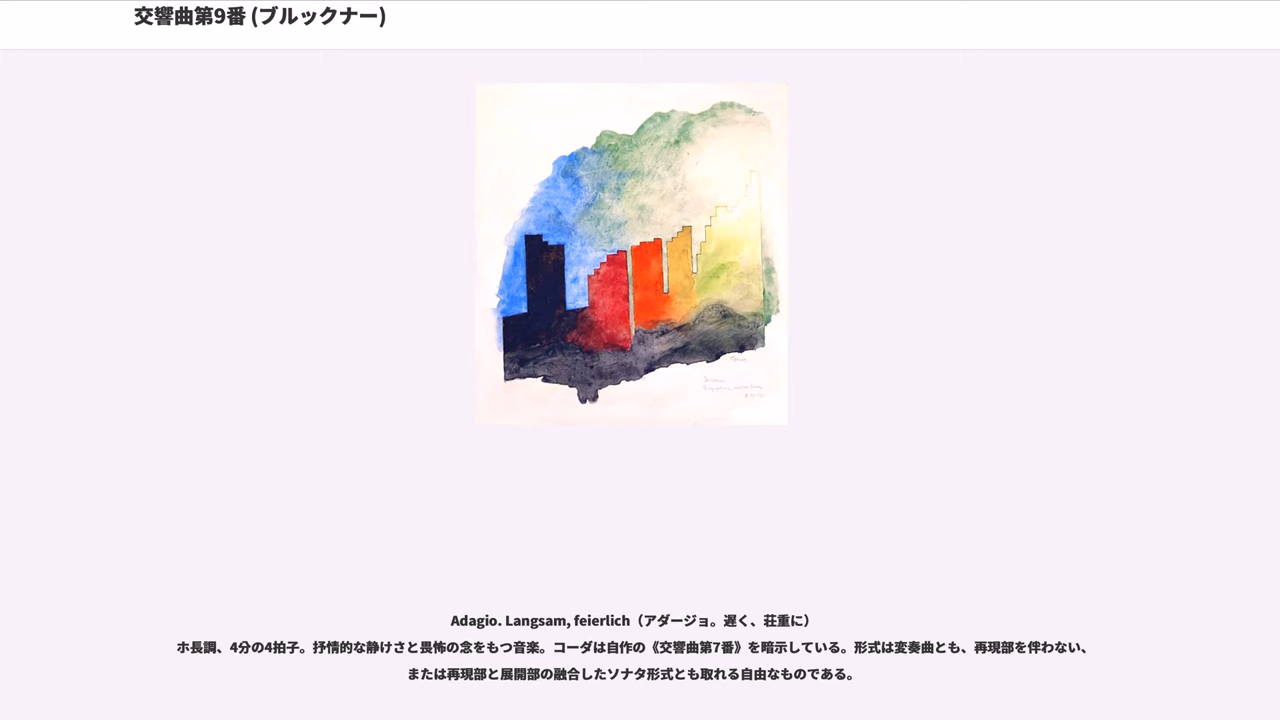 交響曲第9番 (ブルックナー)
Adagio. Langsam, feierlich（アダージョ。遅く、荘重に）
ホ長調、4分の4拍子。抒情的な静けさと畏怖の念をもつ音楽。コーダは自作の《交響曲第7番》を暗示している。形式は変奏曲とも、再現部を伴わない、
または再現部と展開部の融合したソナタ形式とも取れる自由なものである。